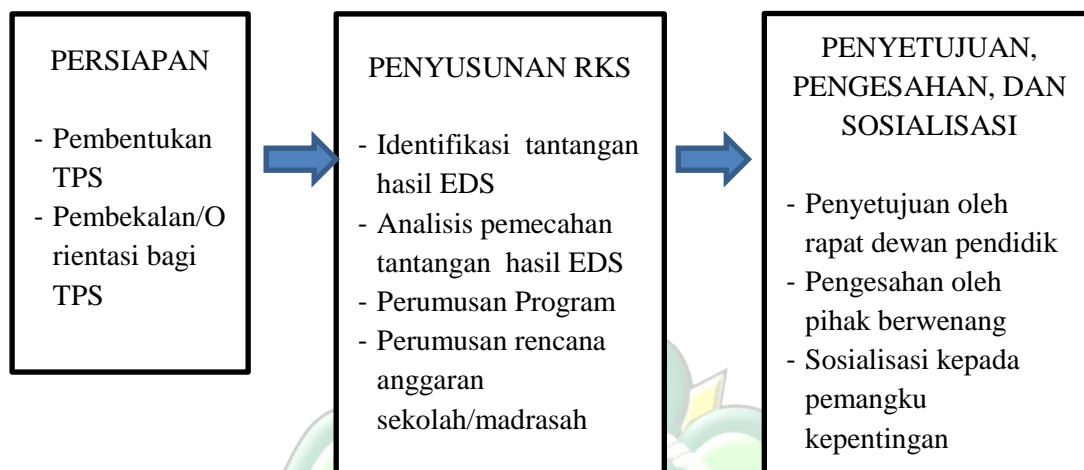 PERSIAPAN
- Pembentukan
TPS
- Pembekalan/O
rientasi bagi
TPS
PENYUSUNAN RKS
- Identifikasi tantangan
hasil EDS
- Analisis pemecahan
tantangan hasil EDS
- Perumusan Program
- Perumusan rencana
anggaran
sekolah/madrasah
PENYETUJUAN,
PENGESAHAN, DAN
SOSIALISASI
- Penyetujuan oleh
rapat dewan pendidik
- Pengesahan oleh
pihak berwenang
- Sosialisasi kepada
pemangku
kepentingan